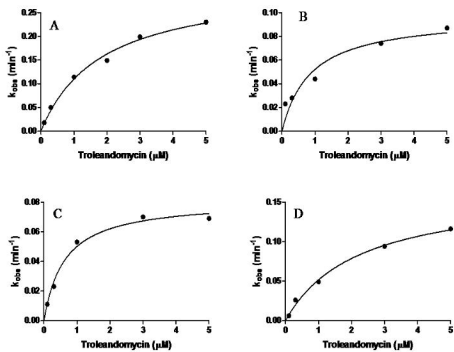 A
k_obs (min⁻¹)
0.25
0.20
0.15
0.10
0.05
0.00
0 1 2 3 4 5
Troleandomycin (µM)
B
k_obs (min⁻¹)
0.10
0.08
0.06
0.04
0.02
0.00
0 1 2 3 4 5
Troleandomycin (µM)
C
k_obs (min⁻¹)
0.08
0.06
0.04
0.02
0.00
0 1 2 3 4 5
Troleandomycin (µM)
D
k_obs (min⁻¹)
0.15
0.10
0.05
0.00
0 1 2 3 4 5
Troleandomycin (µM)